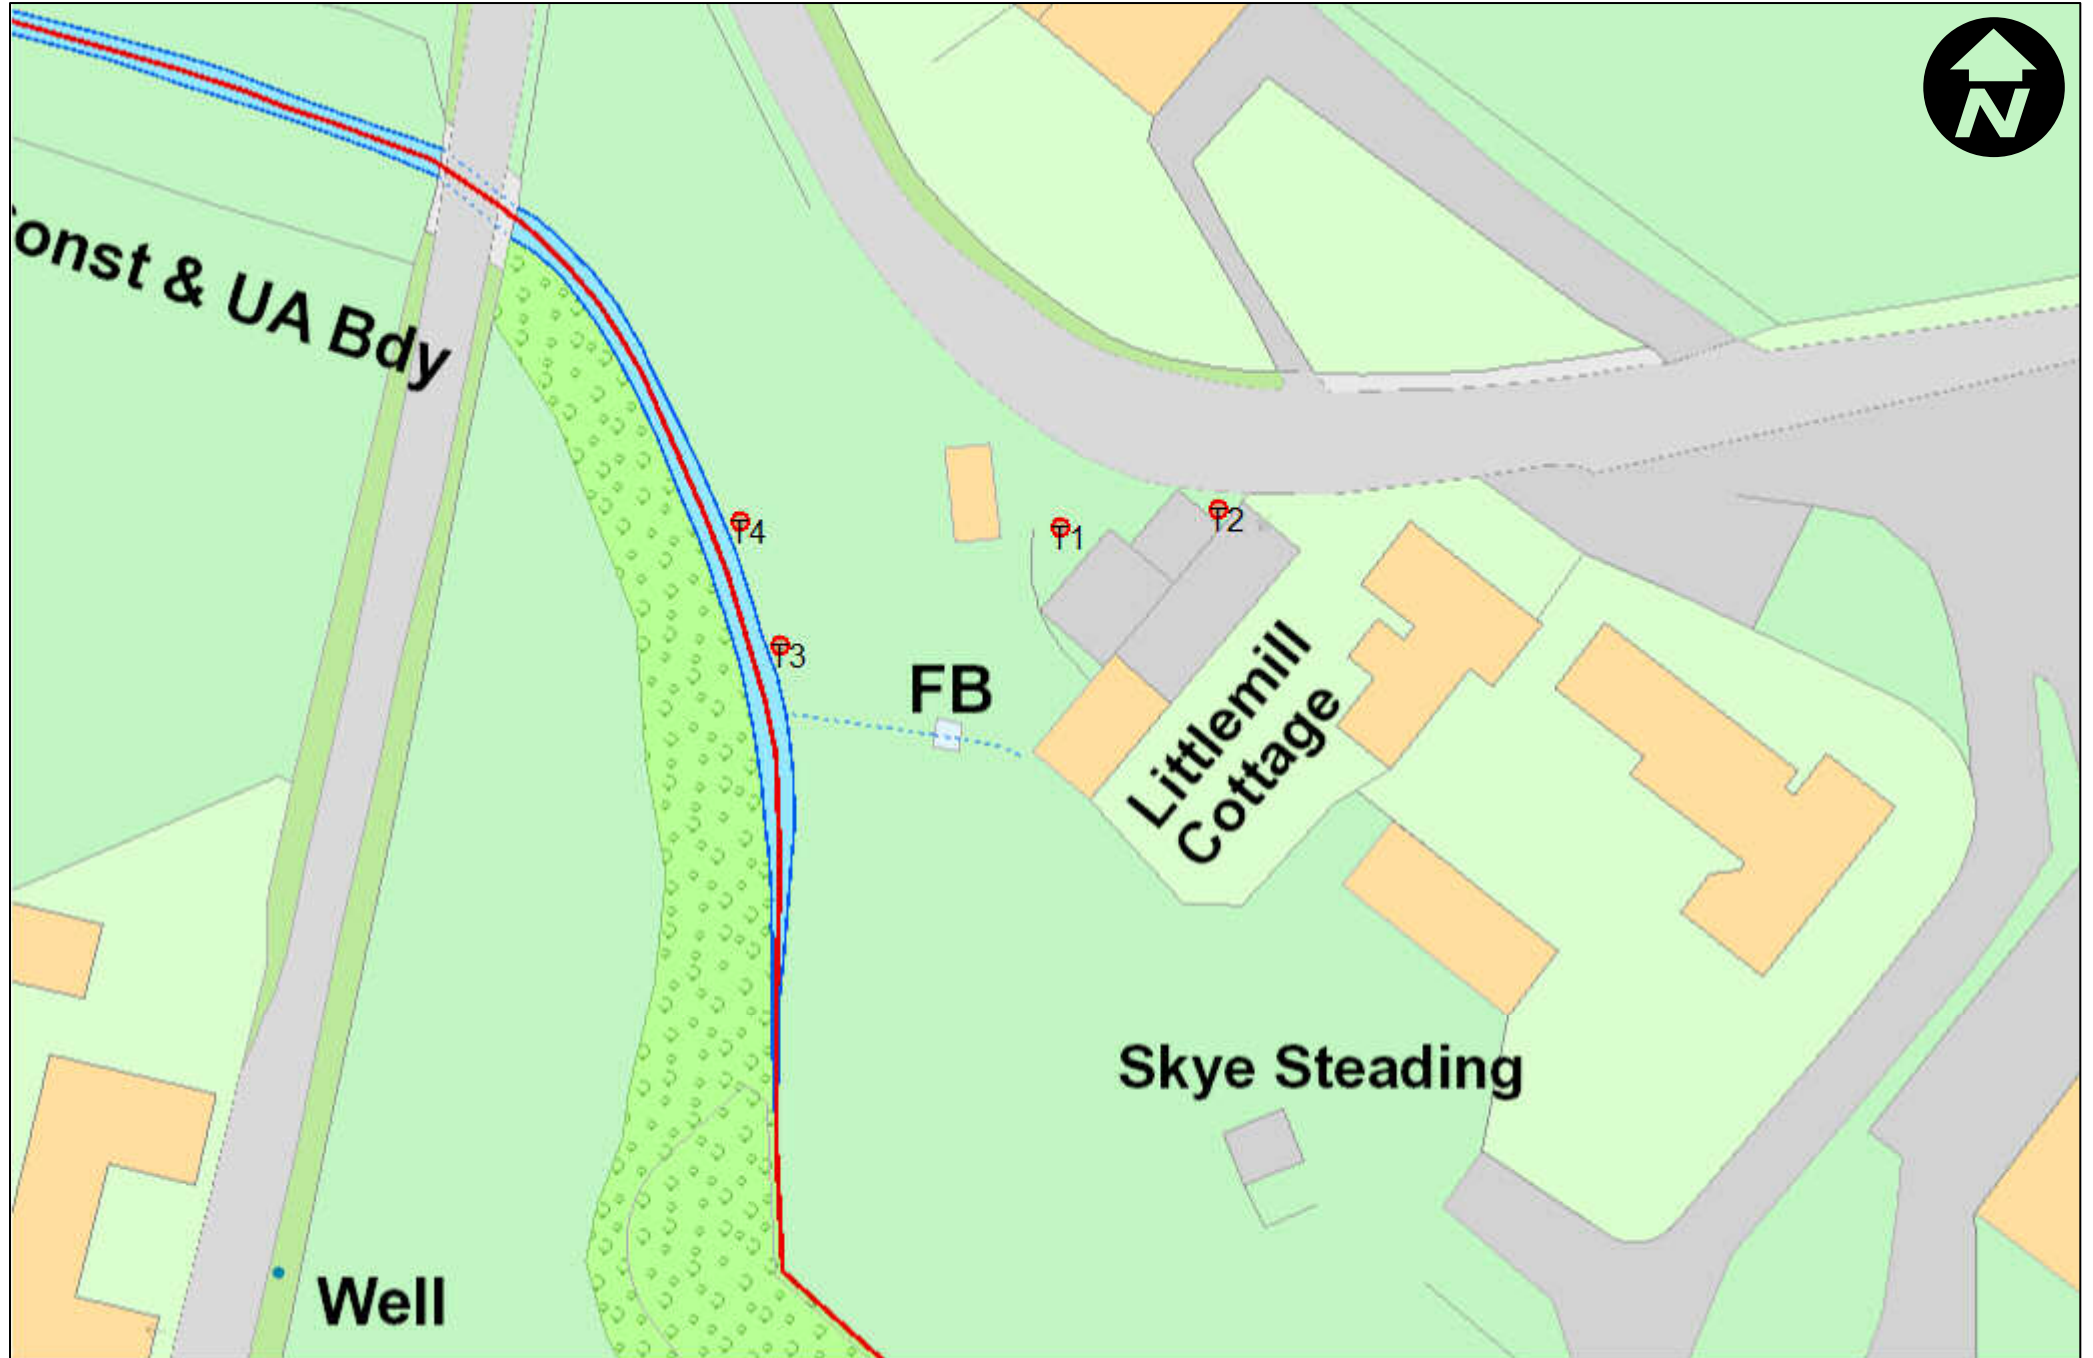 N
onst & UA Bdy
T4
T1
T2
T3
FB
Littlemill
Cottage
Skye Steading
Well